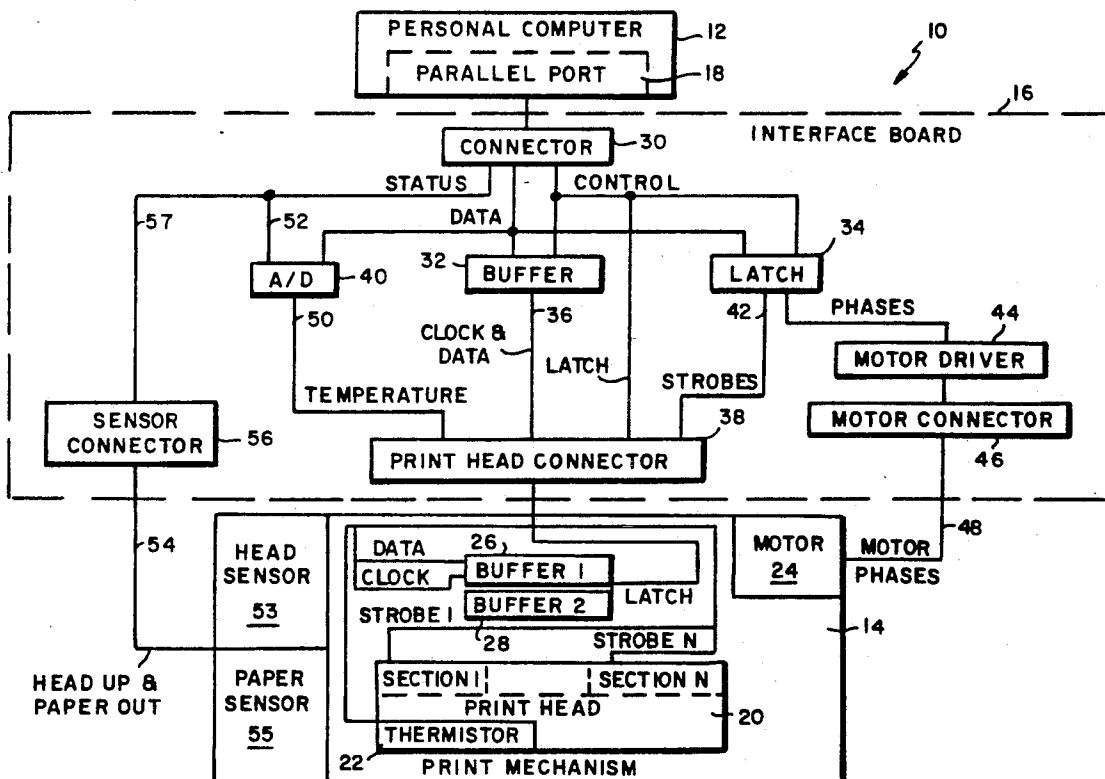 PERSONAL COMPUTER
12
10
PARALLEL PORT
18
16
INTERFACE BOARD
CONNECTOR
30
STATUS
CONTROL
57
52
DATA
34
A/D
40
32
BUFFER
LATCH
50
36
42
PHASES
44
CLOCK &
DATA
MOTOR DRIVER
LATCH
STROBES
TEMPERATURE
38
SENSOR
CONNECTOR
56
MOTOR CONNECTOR
46
PRINT HEAD CONNECTOR
54
48
HEAD
SENSOR
53
DATA
26
CLOCK
BUFFER 1
LATCH
BUFFER 2
28
STROBE 1
STROBE N
MOTOR
24
MOTOR
PHASES
14
HEAD UP &
PAPER OUT
PAPER
SENSOR
55
SECTION 1
SECTION N
PRINT HEAD
20
THERMISTOR
22
PRINT MECHANISM